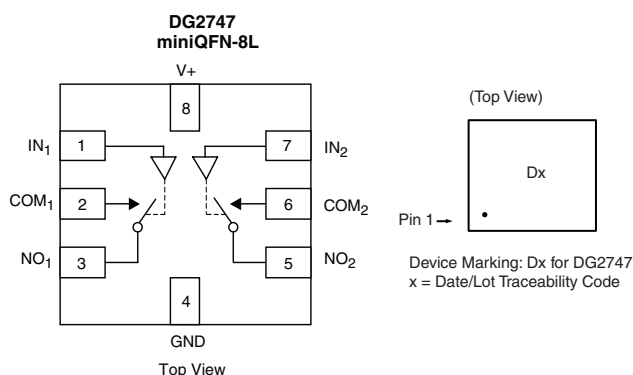 DG2747
miniQFN-8L
V+
8
IN1
1
7
IN2
COM1
2
6
COM2
NO1
3
5
NO2
4
GND
Top View
(Top View)
Dx
Pin 1
Device Marking: Dx for DG2747
x = Date/Lot Traceability Code